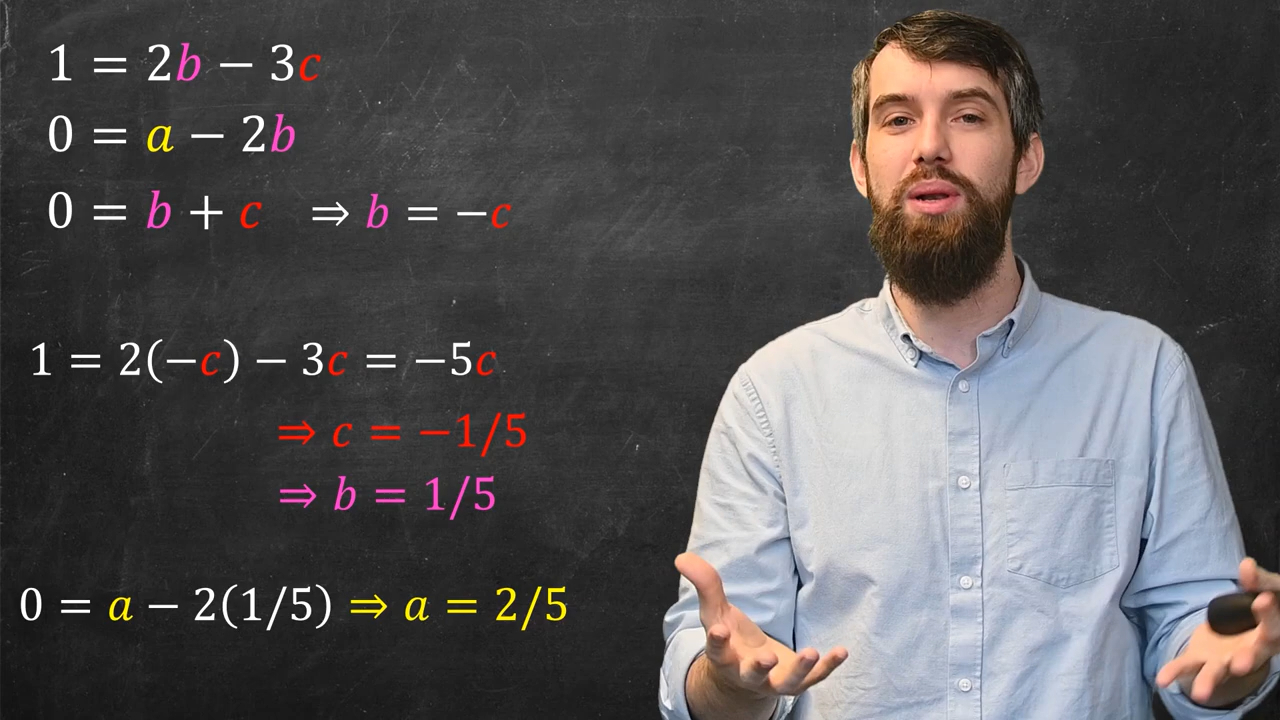 1 = 2b − 3c
0 = a − 2b
0 = b + c ⇒ b = −c
1 = 2(−c) − 3c = −5c
⇒ c = −1/5
⇒ b = 1/5
0 = a − 2(1/5) ⇒ a = 2/5